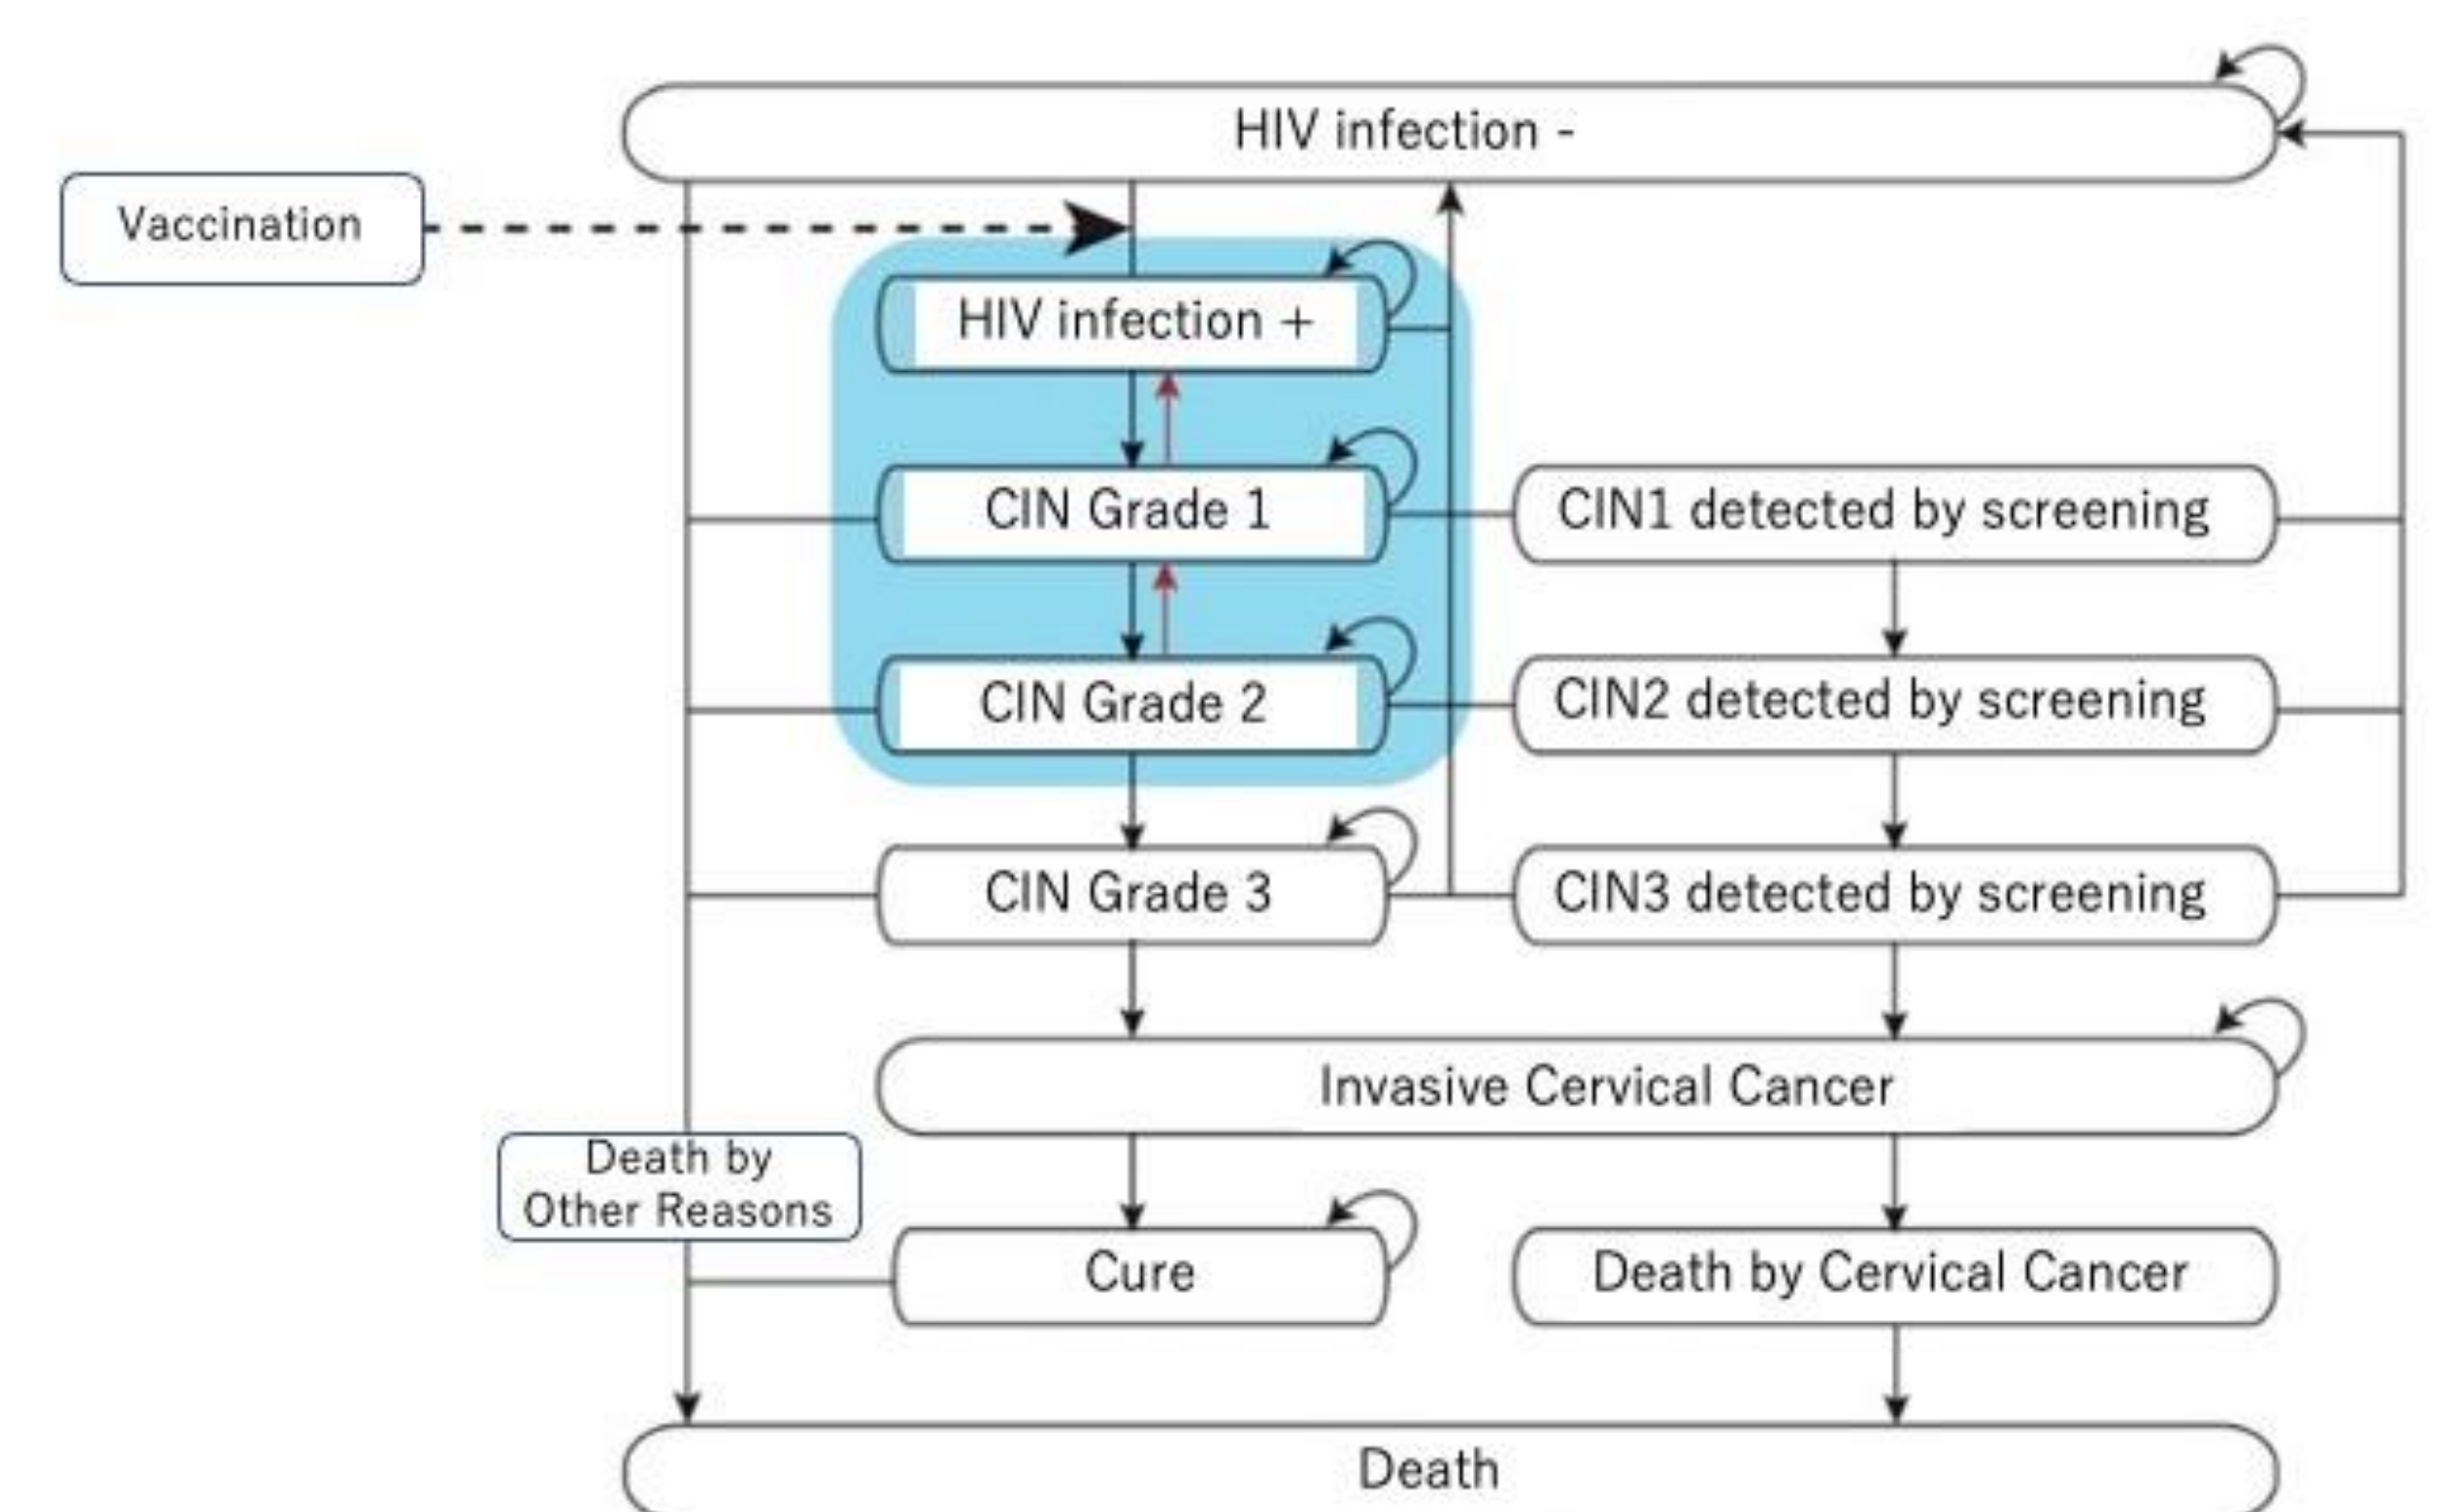 HIV infection -
Vaccination
HIV infection +
CIN Grade 1
CIN1 detected by screening
CIN Grade 2
CIN2 detected by screening
CIN Grade 3
CIN3 detected by screening
Invasive Cervical Cancer
Death by
Other Reasons
Cure
Death by Cervical Cancer
Death